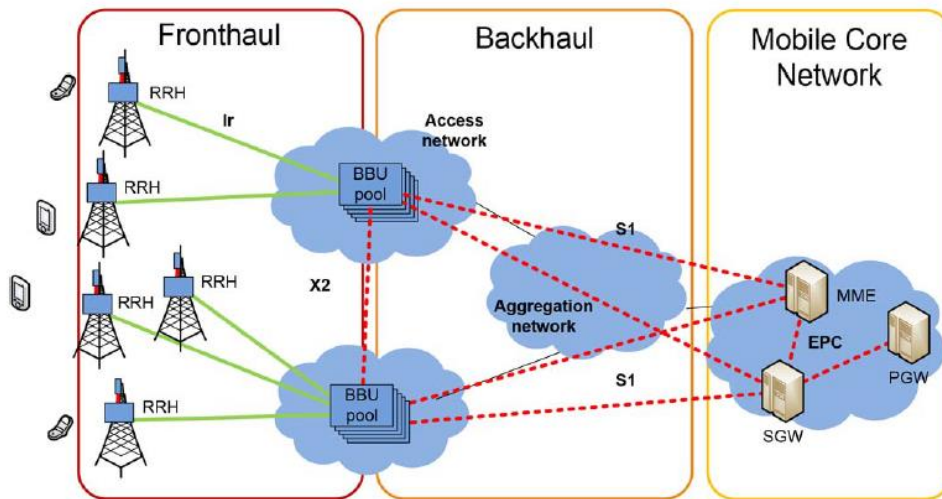 Fronthaul
Backhaul
Mobile Core
Network
RRH
Ir
Access
network
BBU
pool
RRH
S1
RRH
RRH
X2
Aggregation
network
MME
EPC
PGW
BBU
pool
S1
RRH
SGW